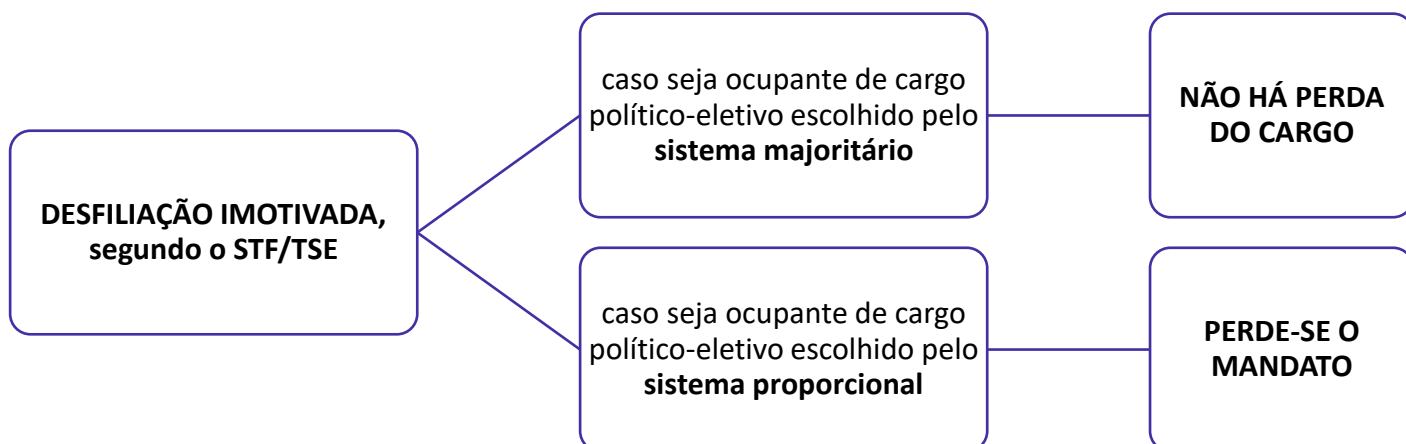 DESFILIAÇÃO IMOTIVADA,
segundo o STF/TSE
caso seja ocupante de cargo
político-eletivo escolhido pelo
sistema majoritário
NÃO HÁ PERDA
DO CARGO
caso seja ocupante de cargo
político-eletivo escolhido pelo
sistema proporcional
PERDE-SE O
MANDATO